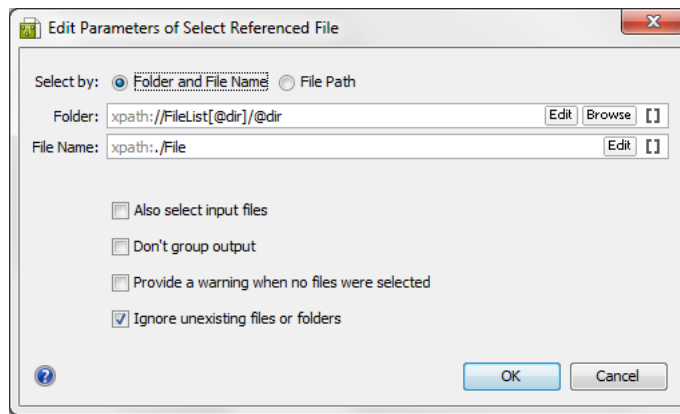 Edit Parameters of Select Referenced File
Select by: Folder and File Name File Path
Folder: xpath://FileList[@dir]/@dir Edit Browse []
File Name: xpath:./File Edit []
Also select input files
Don't group output
Provide a warning when no files were selected
Ignore unexisting files or folders
? OK Cancel